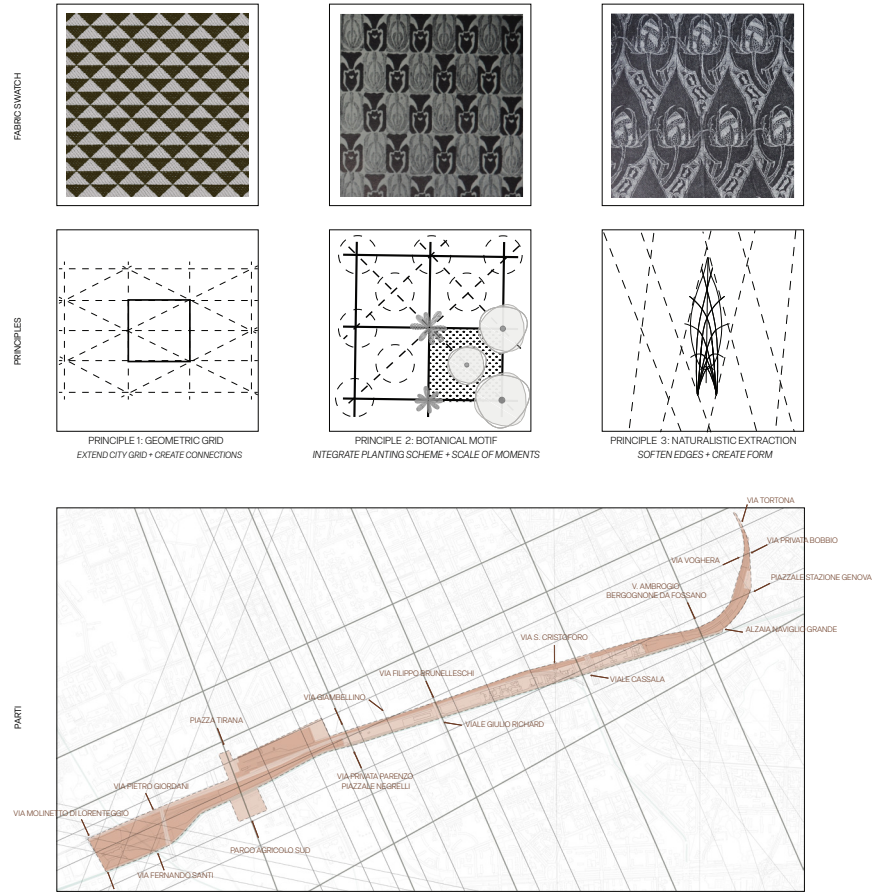 FABRIC SWATCH
PRINCIPLES
PRINCIPLE 1: GEOMETRIC GRID
EXTEND CITY GRID + CREATE CONNECTIONS
PRINCIPLE 2: BOTANICAL MOTIF
INTEGRATE PLANTING SCHEME + SCALE OF MOMENTS
PRINCIPLE 3: NATURALISTIC EXTRACTION
SOFTEN EDGES + CREATE FORM
PARTI
VIA TORTONA
VIA PRIVATA BOBBIO
VIA VOGHERA
PIAZZALE STAZIONE GENOVA
V. AMBROGIO
BERGOGNONE DA FOSSANO
ALZAIA NAVIGLIO GRANDE
VIA S. CRISTOFORO
VIA FILIPPO BRUNELLESCHI
VIALE CASSALA
VIA GIAMBELLINO
PIAZZA TIRANA
VIALE GIULIO RICHARD
VIA PRIVATA PARENZO
PIAZZALE NEGRELLI
VIA PIETRO GIORDANI
VIA MOLINETTO DI LORENTEGGIO
PARCO AGRICOLO SUD
VIA FERNANDO SANTI